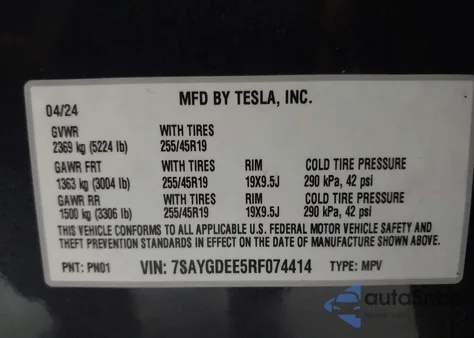 MFD BY TESLA, INC.
04/24
GVWR WITH TIRES
2369 kg (5224 lb) 255/45R19
GAWR FRT WITH TIRES RIM COLD TIRE PRESSURE
1363 kg (3004 lb) 255/45R19 19X9.5J 290 kPa, 42 psi
GAWR RR WITH TIRES RIM COLD TIRE PRESSURE
1500 kg (3306 lb) 255/45R19 19X9.5J 290 kPa, 42 psi
THIS VEHICLE CONFORMS TO ALL APPLICABLE U.S. FEDERAL MOTOR VEHICLE SAFETY AND
THEFT PREVENTION STANDARDS IN EFFECT ON THE DATE OF MANUFACTURE SHOWN ABOVE.
PNT: PN01 VIN: 7SAYGDEE5RF074414 TYPE: MPV